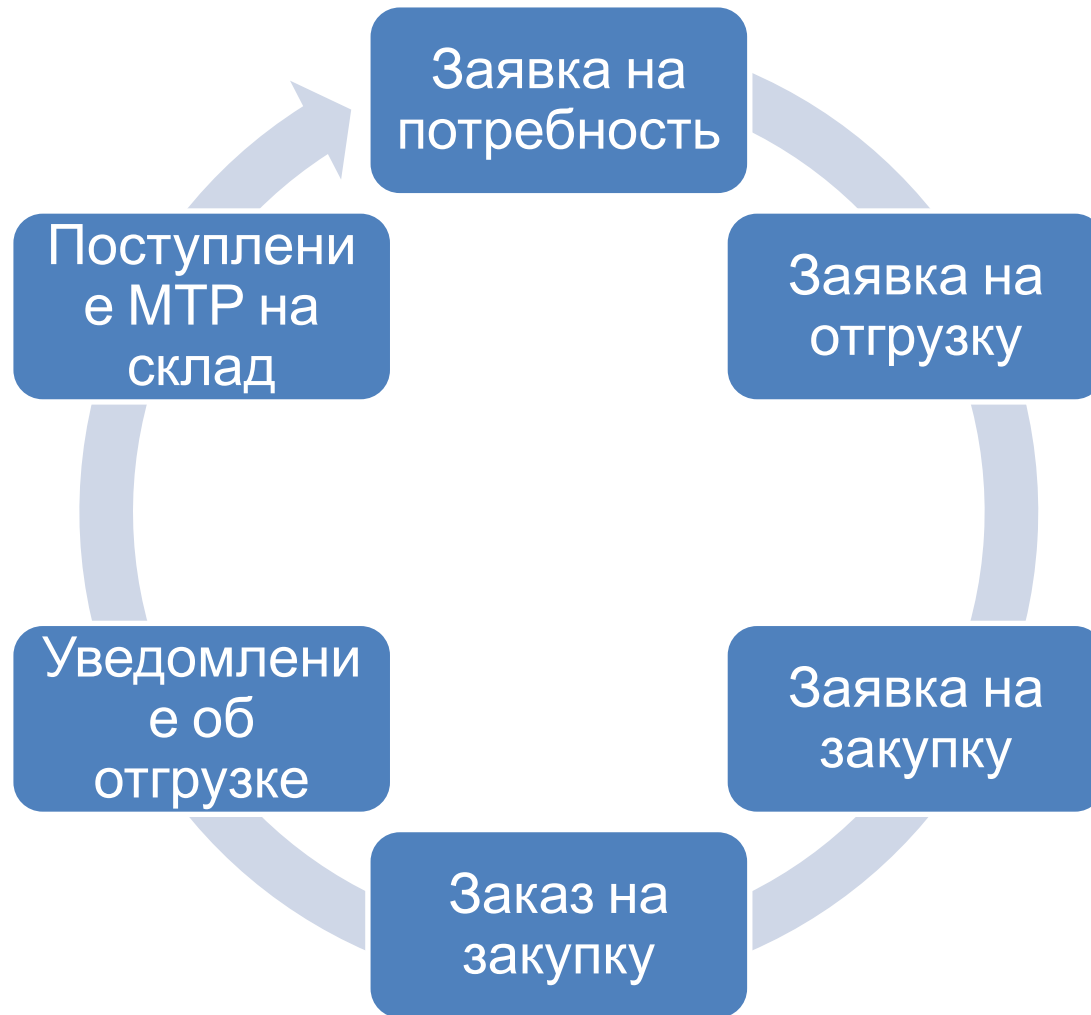 Заявка на
потребность
Заявка на
отгрузку
Заявка на
закупку
Заказ на
закупку
Уведомлени
е об
отгрузке
Поступлени
е МТР на
склад